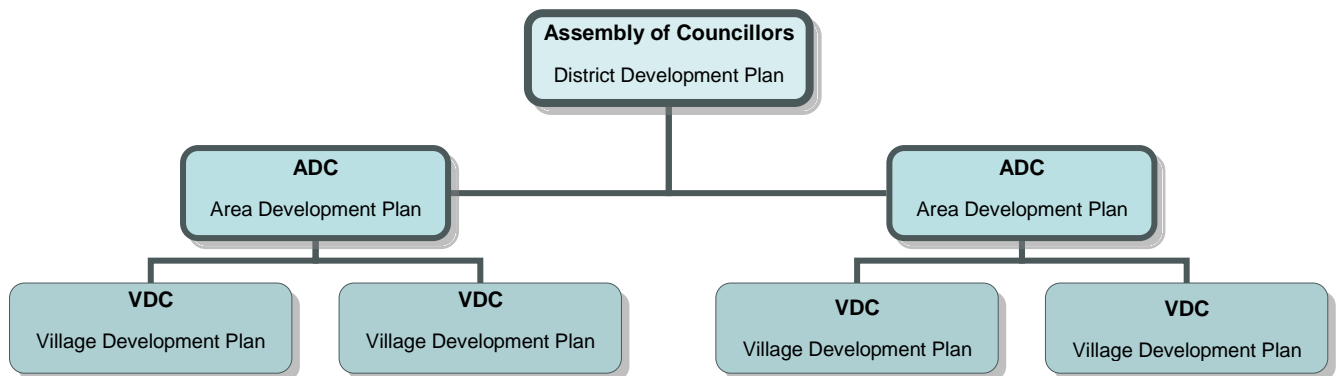 Assembly of Councillors
District Development Plan
ADC
Area Development Plan
ADC
Area Development Plan
VDC
Village Development Plan
VDC
Village Development Plan
VDC
Village Development Plan
VDC
Village Development Plan